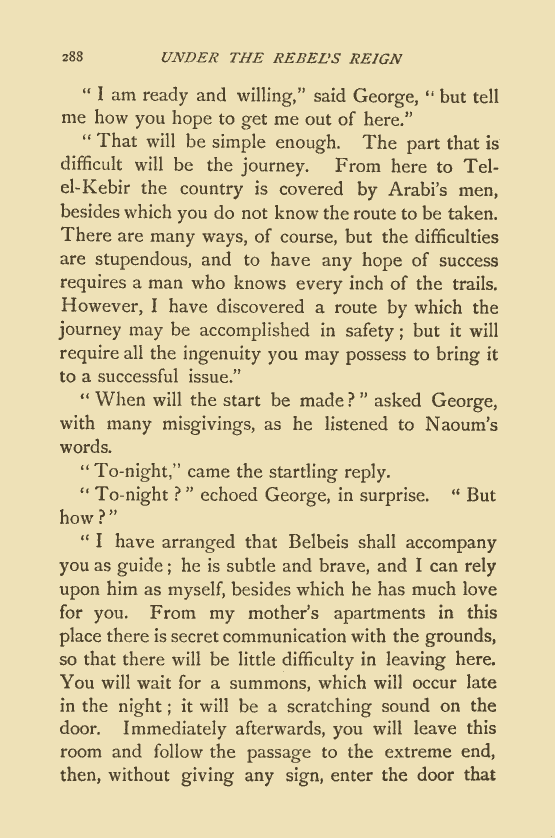 288 UNDER THE REBEL'S REIGN
“ I am ready and willing,” said George, “ but tell
me how you hope to get me out of here.”
“ That will be simple enough. The part that is
difficult will be the journey. From here to Tel-
el-Kebir the country is covered by Arabi's men,
besides which you do not know the route to be taken.
There are many ways, of course, but the difficulties
are stupendous, and to have any hope of success
requires a man who knows every inch of the trails.
However, I have discovered a route by which the
journey may be accomplished in safety ; but it will
require all the ingenuity you may possess to bring it
to a successful issue.”
“ When will the start be made ? ” asked George,
with many misgivings, as he listened to Naoum's
words.
“ To-night,” came the startling reply.
“ To-night ? ” echoed George, in surprise. “ But
how ? ”
“ I have arranged that Belbeis shall accompany
you as guide ; he is subtle and brave, and I can rely
upon him as myself, besides which he has much love
for you. From my mother's apartments in this
place there is secret communication with the grounds,
so that there will be little difficulty in leaving here.
You will wait for a summons, which will occur late
in the night ; it will be a scratching sound on the
door. Immediately afterwards, you will leave this
room and follow the passage to the extreme end,
then, without giving any sign, enter the door that